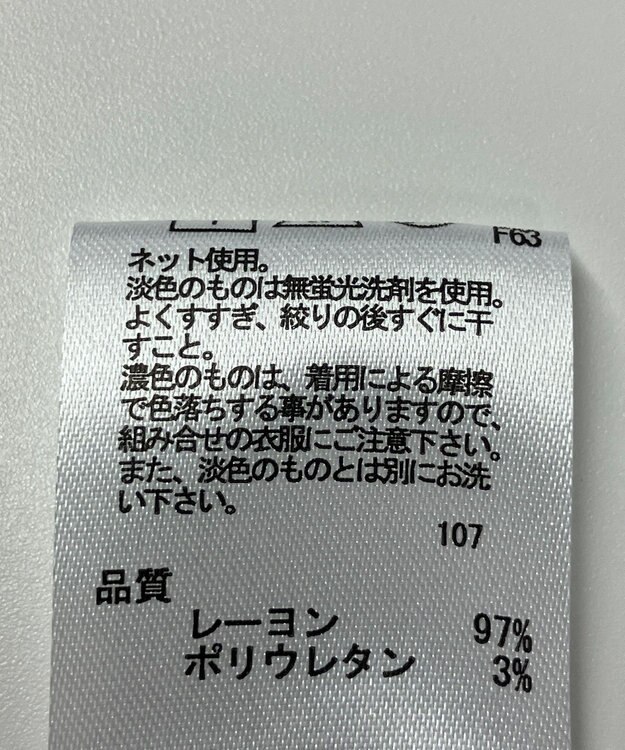 F63
ネット使用。
淡色のものは無蛍光洗剤を使用。
よくすすぎ、絞りの後すぐに干
すこと。
濃色のものは、着用による摩擦
で色落ちする事がありますので、
組み合せの衣服にご注意下さい。
また、淡色のものとは別にお洗
い下さい。
107
品質
レーヨン 97%
ポリウレタン 3%